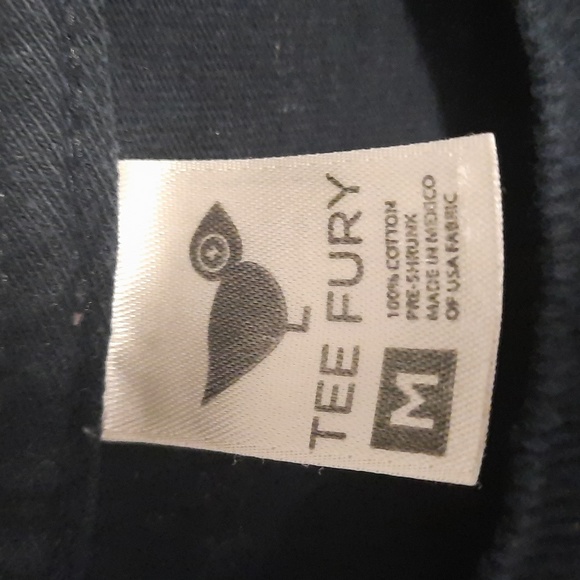 TEE FURY
M
100% COTTON
PRE-SHRUNK
MADE IN MEXICO
OF USA FABRIC